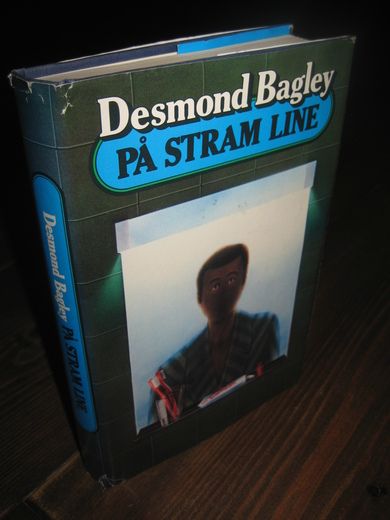 Desmond Bagley
PÅ STRAM LINE
Desmond Bagley PÅ STRAM LINE